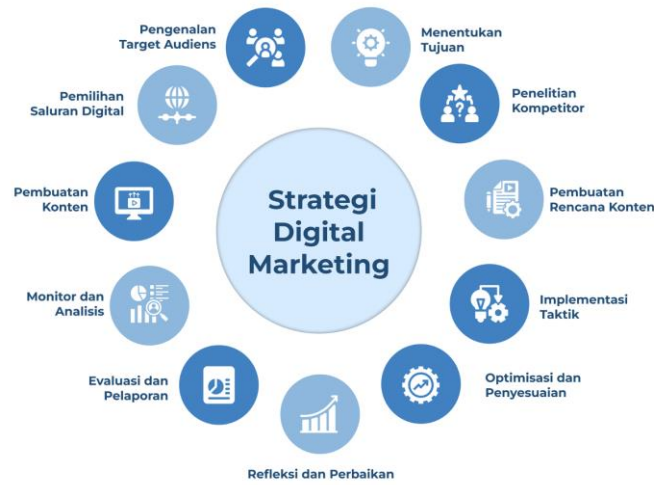 Pengenalan
Target Audiens
Menentukan
Tujuan
Pemilihan
Saluran Digital
Penelitian
Kompetitor
Pembuatan
Konten
Strategi
Digital
Marketing
Pembuatan
Rencana Konten
Monitor dan
Analisis
Implementasi
Taktik
Evaluasi dan
Pelaporan
Optimisasi dan
Penyesuaian
Refleksi dan Perbaikan